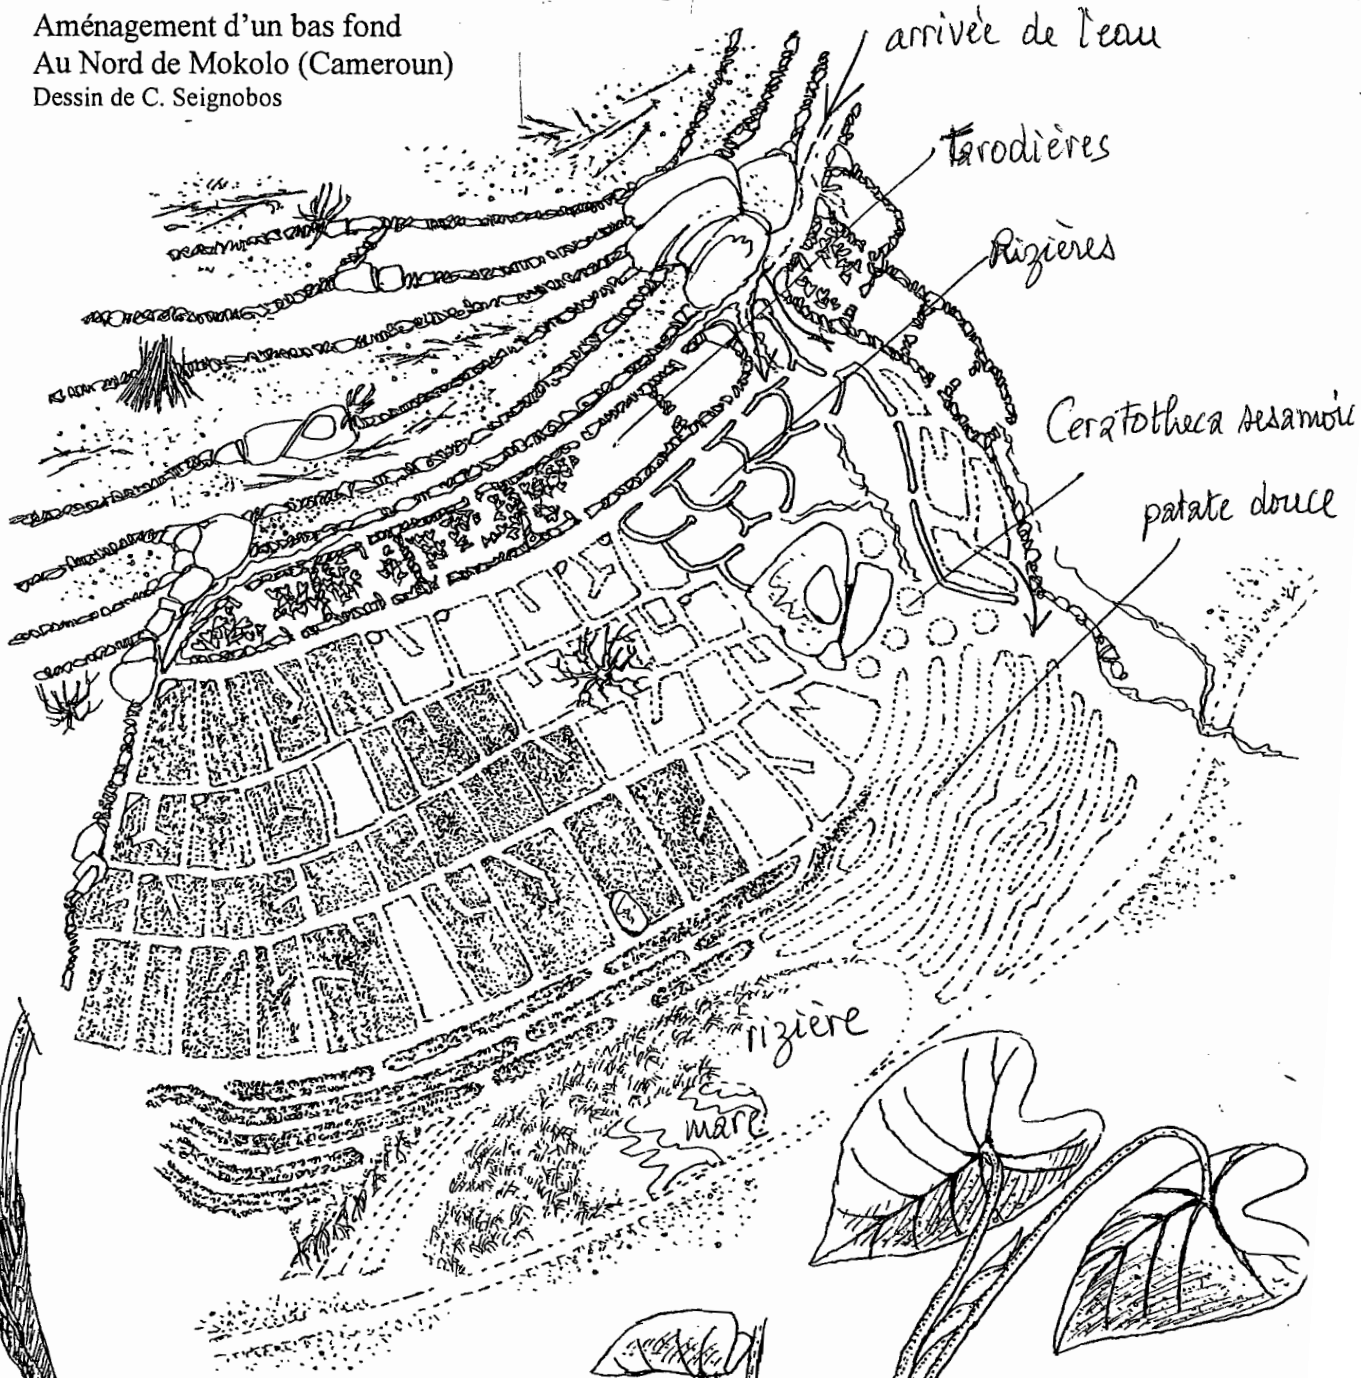 Aménagement d'un bas fond
Au Nord de Mokolo (Cameroun)
Dessin de C. Seignobos
arrivée de l'eau
Tarodières
Rizières
Ceratotheca
patate douce
rizière
mare